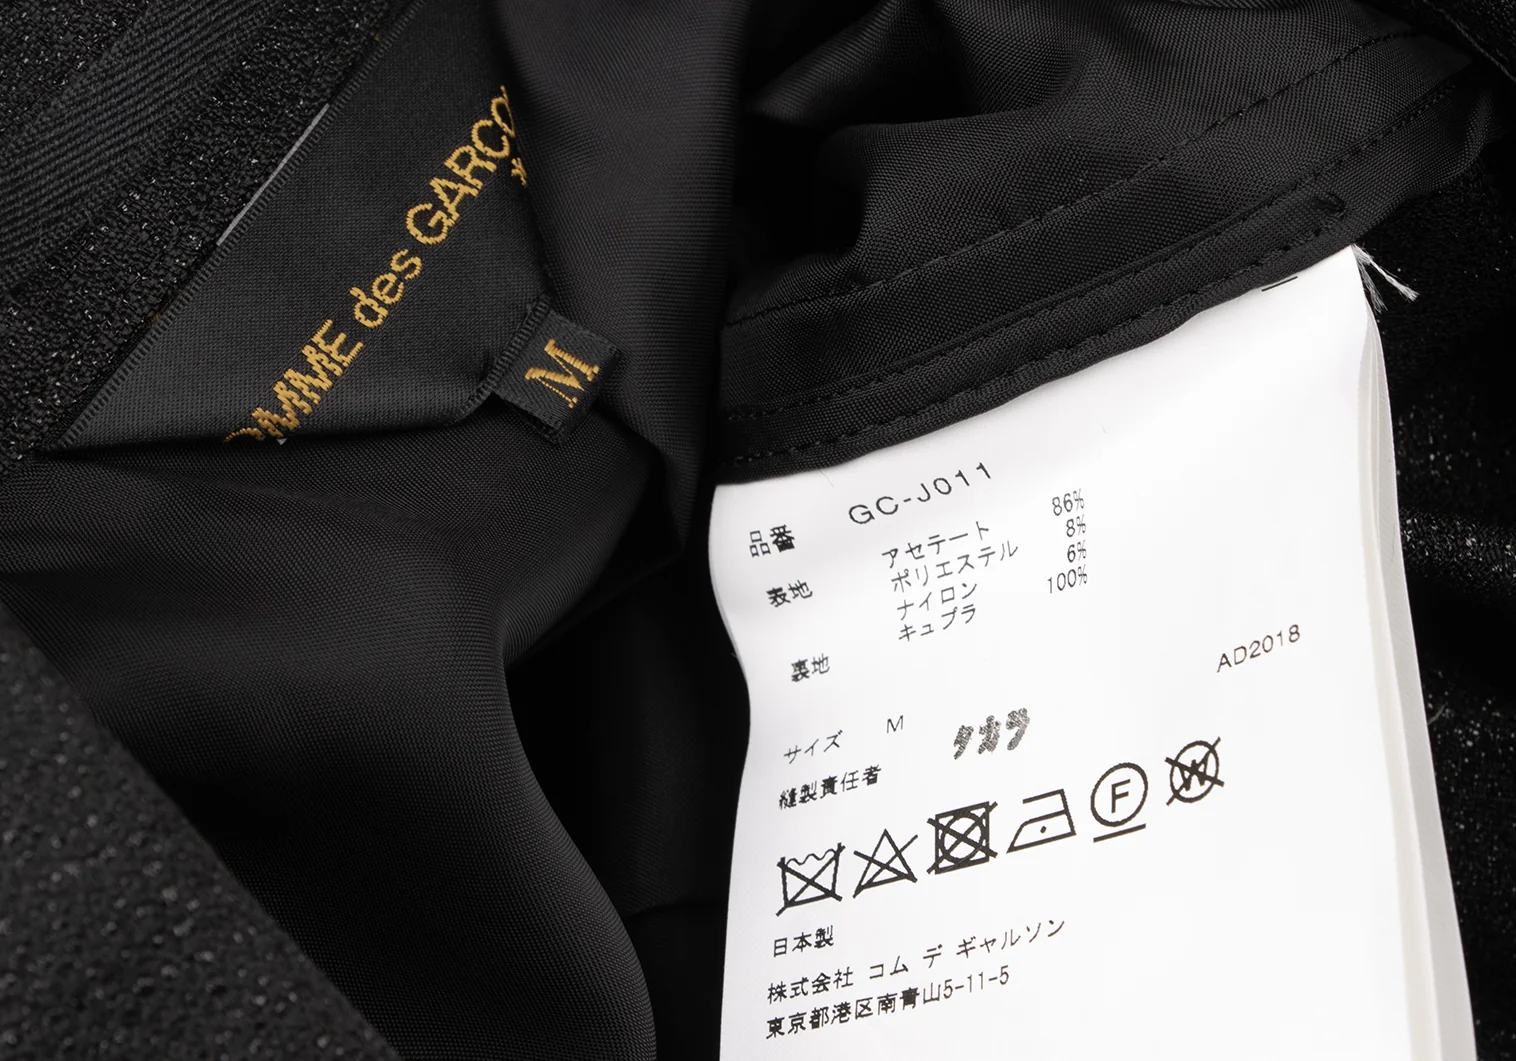 COMME des GARCO
M
品番 GC-J011
表地 アセテート 86%
ポリエステル 8%
ナイロン 6%
キュプラ 100%
裏地
AD2018
サイズ M
縫製責任者 タカラ
F
W
日本製
株式会社 コム デ ギャルソン
東京都港区南青山5-11-5